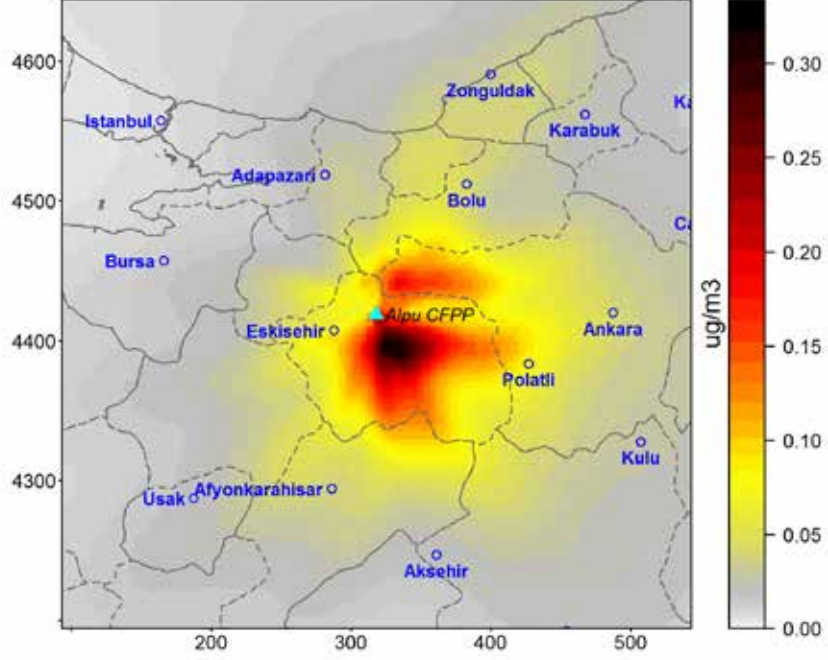 4600
4500
4400
4300
200
300
400
500
Zonguldak
Istanbul
Karabuk
Ka
Adapazari
Bolu
Ca
Bursa
Alpu CFPP
Eskisehir
Ankara
Polatli
Kulu
Usak
Afyonkarahisar
Aksehir
ug/m3
0.30
0.25
0.20
0.15
0.10
0.05
0.00